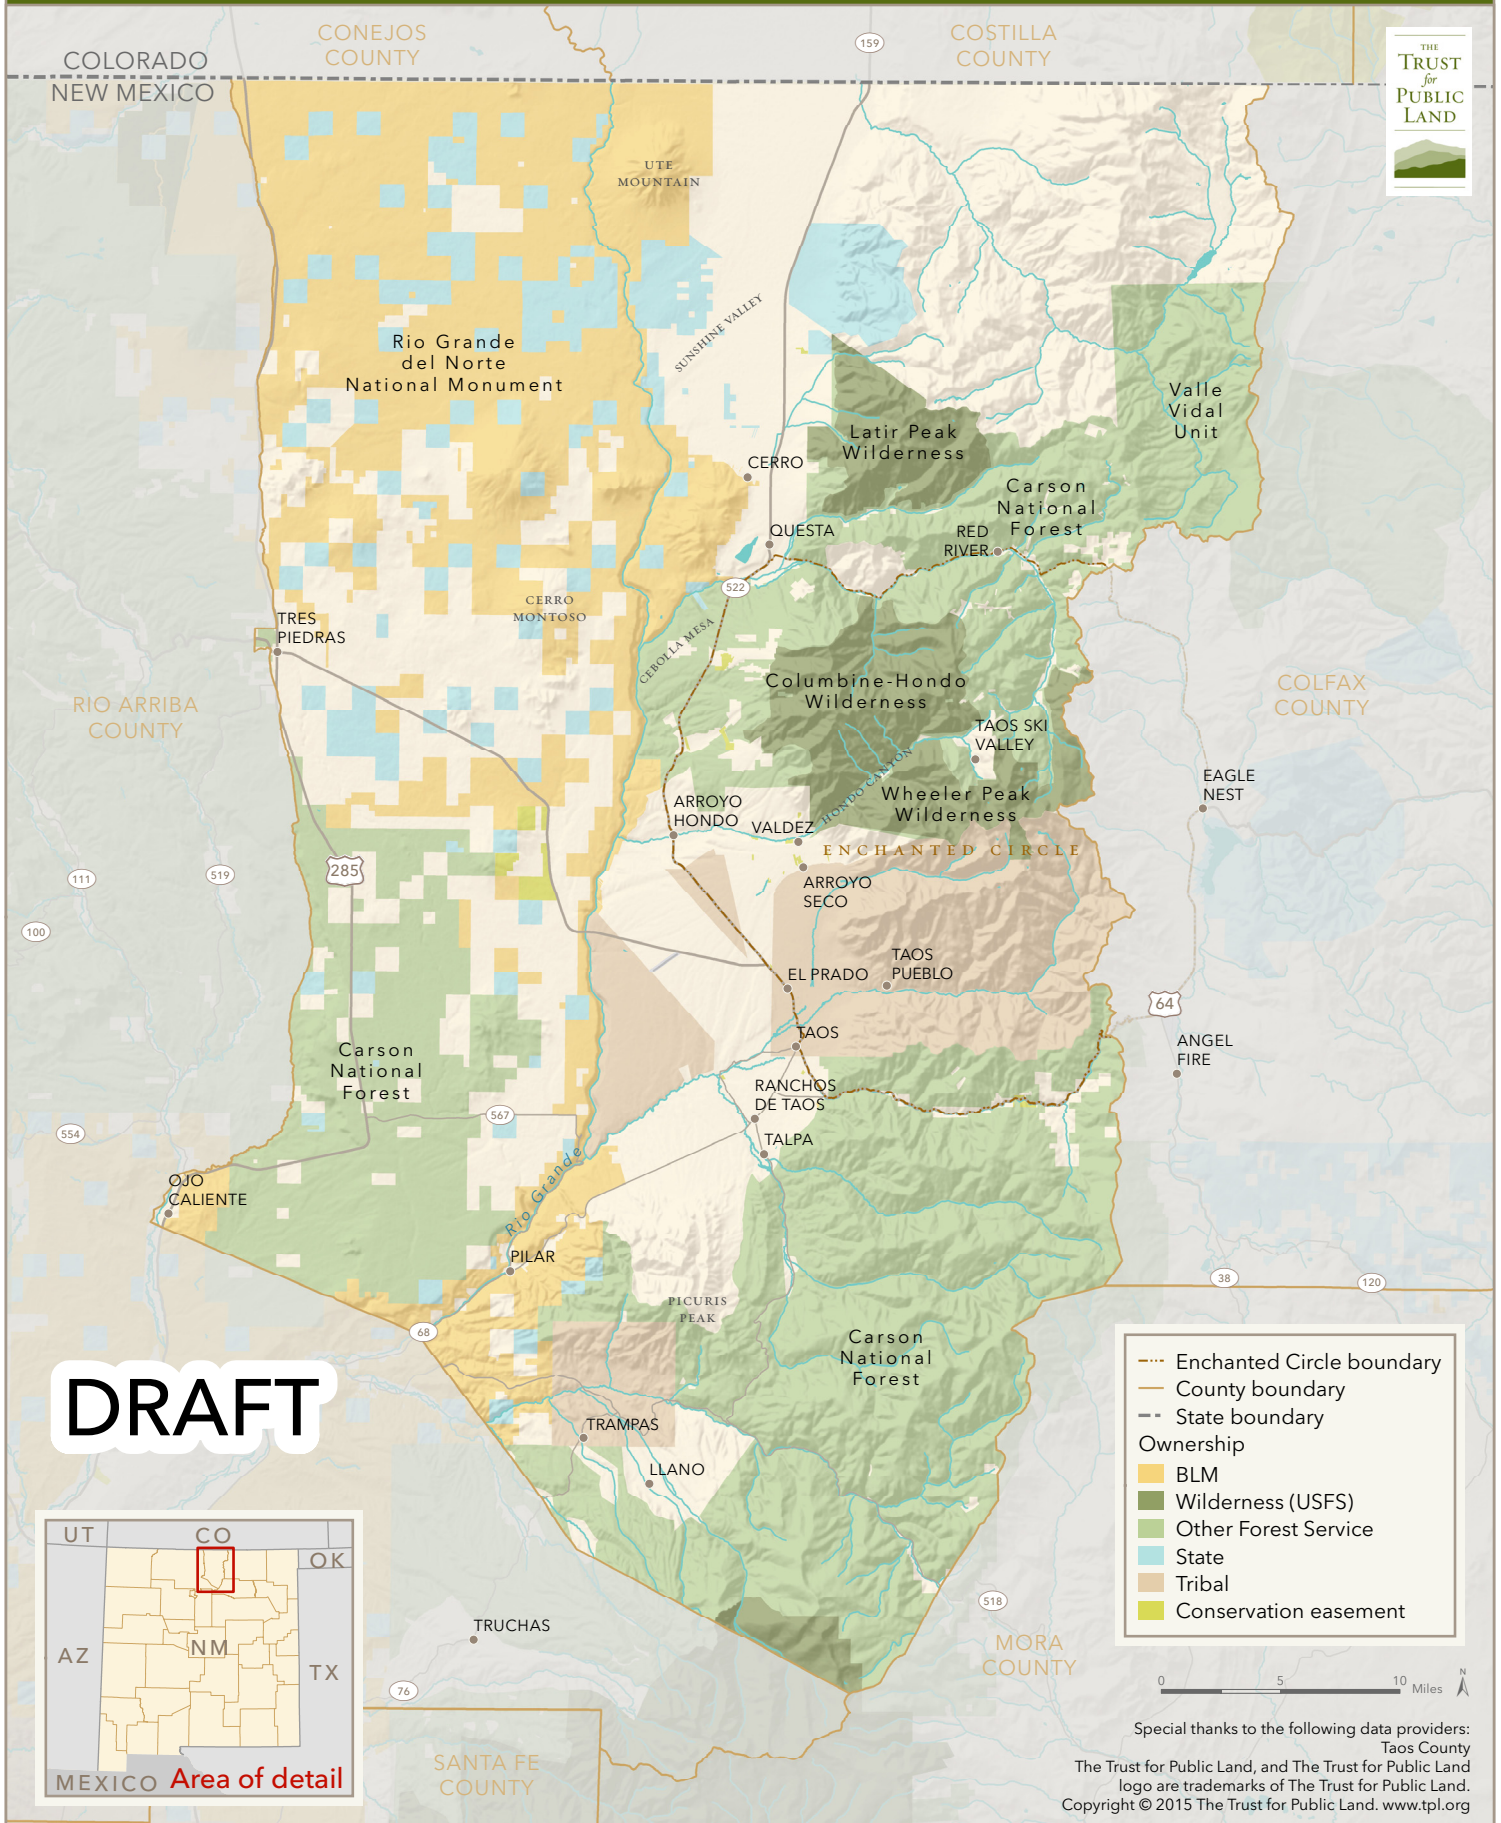 CONEJOS
COUNTY
COSTILLA
COUNTY
159
COLORADO
NEW MEXICO
THE
TRUST
for
PUBLIC
LAND
UTE
MOUNTAIN
SUNSHINE VALLEY
Rio Grande
del Norte
National Monument
Valle
Vidal
Unit
Latir Peak
Wilderness
CERRO
Carson
National
Forest
QUESTA
RED
RIVER
522
CERRO
MONTOSO
TRES
PIEDRAS
CEBOLLA MESA
RIO ARRIBA
COUNTY
Columbine-Hondo
Wilderness
COLFAX
COUNTY
TAOS SKI
VALLEY
HONDO CANYON
EAGLE
NEST
Wheeler Peak
Wilderness
ARROYO
HONDO
VALDEZ
ENCHANTED CIRCLE
285
111
519
ARROYO
SECO
100
TAOS
PUEBLO
EL PRADO
64
TAOS
ANGEL
FIRE
Carson
National
Forest
RANCHOS
DE TAOS
567
554
TALPA
OJO
CALIENTE
Rio Grande
PILAR
38
120
PICURIS
PEAK
68
Carson
National
Forest
DRAFT
TRAMPAS
LLANO
Enchanted Circle boundary
County boundary
State boundary
Ownership
BLM
Wilderness (USFS)
Other Forest Service
State
Tribal
Conservation easement
518
TRUCHAS
MORA
COUNTY
76
SANTA FE
COUNTY
UT
CO
OK
AZ
NM
TX
MEXICO
Area of detail
0
5
10
Miles
N
Special thanks to the following data providers:
Taos County
The Trust for Public Land, and The Trust for Public Land
logo are trademarks of The Trust for Public Land.
Copyright © 2015 The Trust for Public Land. www.tpl.org